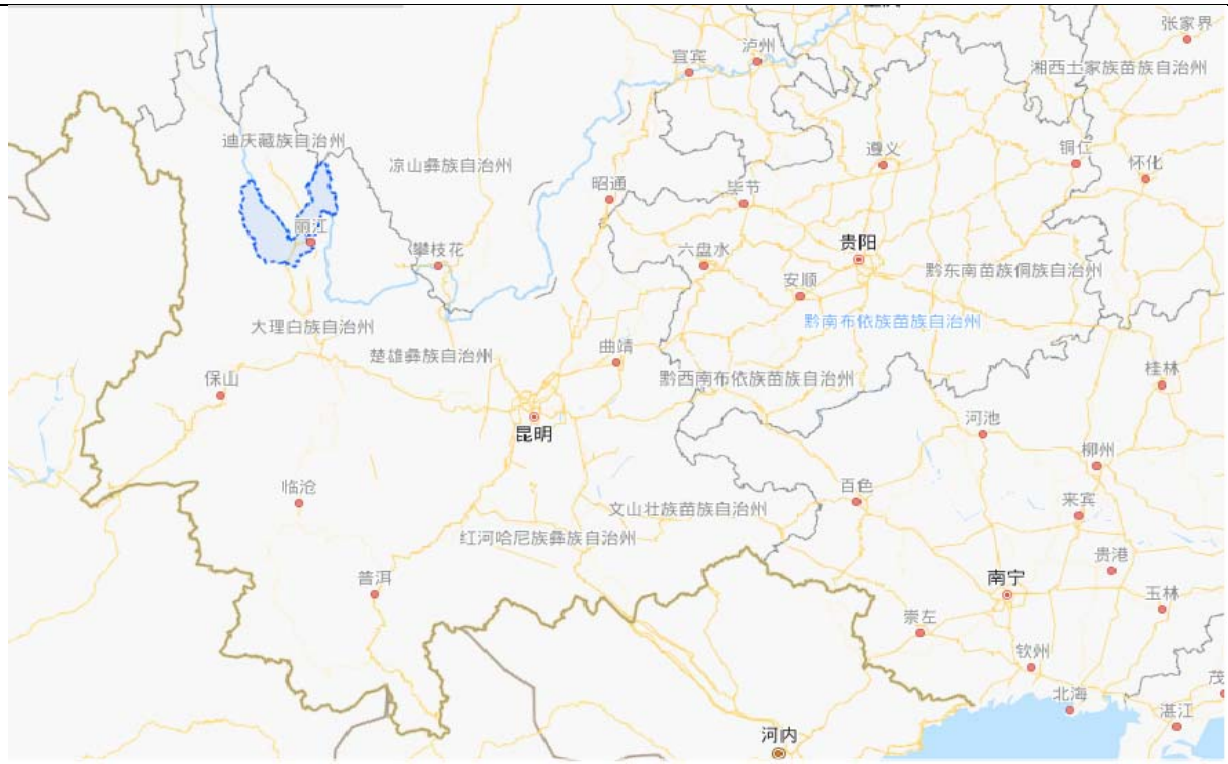 张家界
泸州
宜宾
湘西土家族苗族自治州
迪庆藏族自治州
凉山彝族自治州
遵义
铜仁
怀化
昭通
毕节
丽江
攀枝花
六盘水
贵阳
黔东南苗族侗族自治州
安顺
大理白族自治州
黔南布依族苗族自治州
楚雄彝族自治州
曲靖
保山
黔西南布依族苗族自治州
桂林
河池
昆明
柳州
临沧
百色
来宾
文山壮族苗族自治州
红河哈尼族彝族自治州
贵港
普洱
南宁
玉林
崇左
钦州
茂
北海
湛江
河内